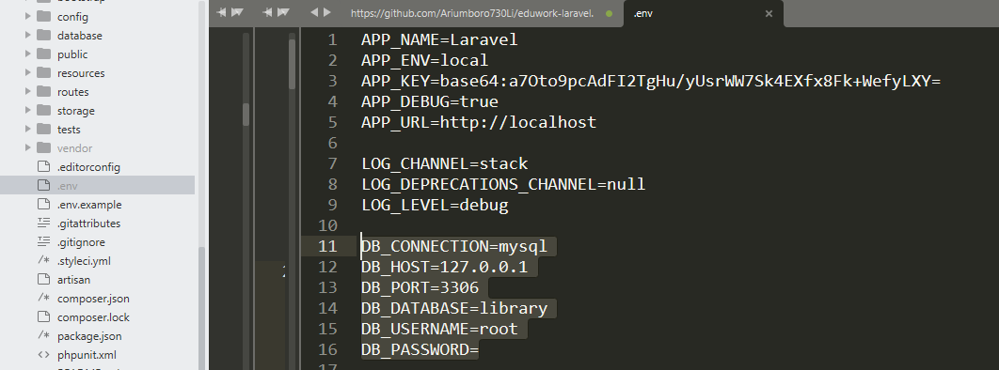 config
database
public
resources
routes
storage
tests
vendor
.editorconfig
.env
.env.example
.gitattributes
.gitignore
.styleci.yml
artisan
composer.json
composer.lock
package.json
phpunit.xml
https://github.com/Ariumboro730Li/eduwork-laravel.
.env
1 APP_NAME=Laravel
2 APP_ENV=local
3 APP_KEY=base64:a7Oto9pcAdFI2TgHu/yUsrWW7Sk4EXfx8Fk+WefyLXY=
4 APP_DEBUG=true
5 APP_URL=http://localhost
6
7 LOG_CHANNEL=stack
8 LOG_DEPRECATIONS_CHANNEL=null
9 LOG_LEVEL=debug
10
11 DB_CONNECTION=mysql
12 DB_HOST=127.0.0.1
13 DB_PORT=3306
14 DB_DATABASE=library
15 DB_USERNAME=root
16 DB_PASSWORD=
17